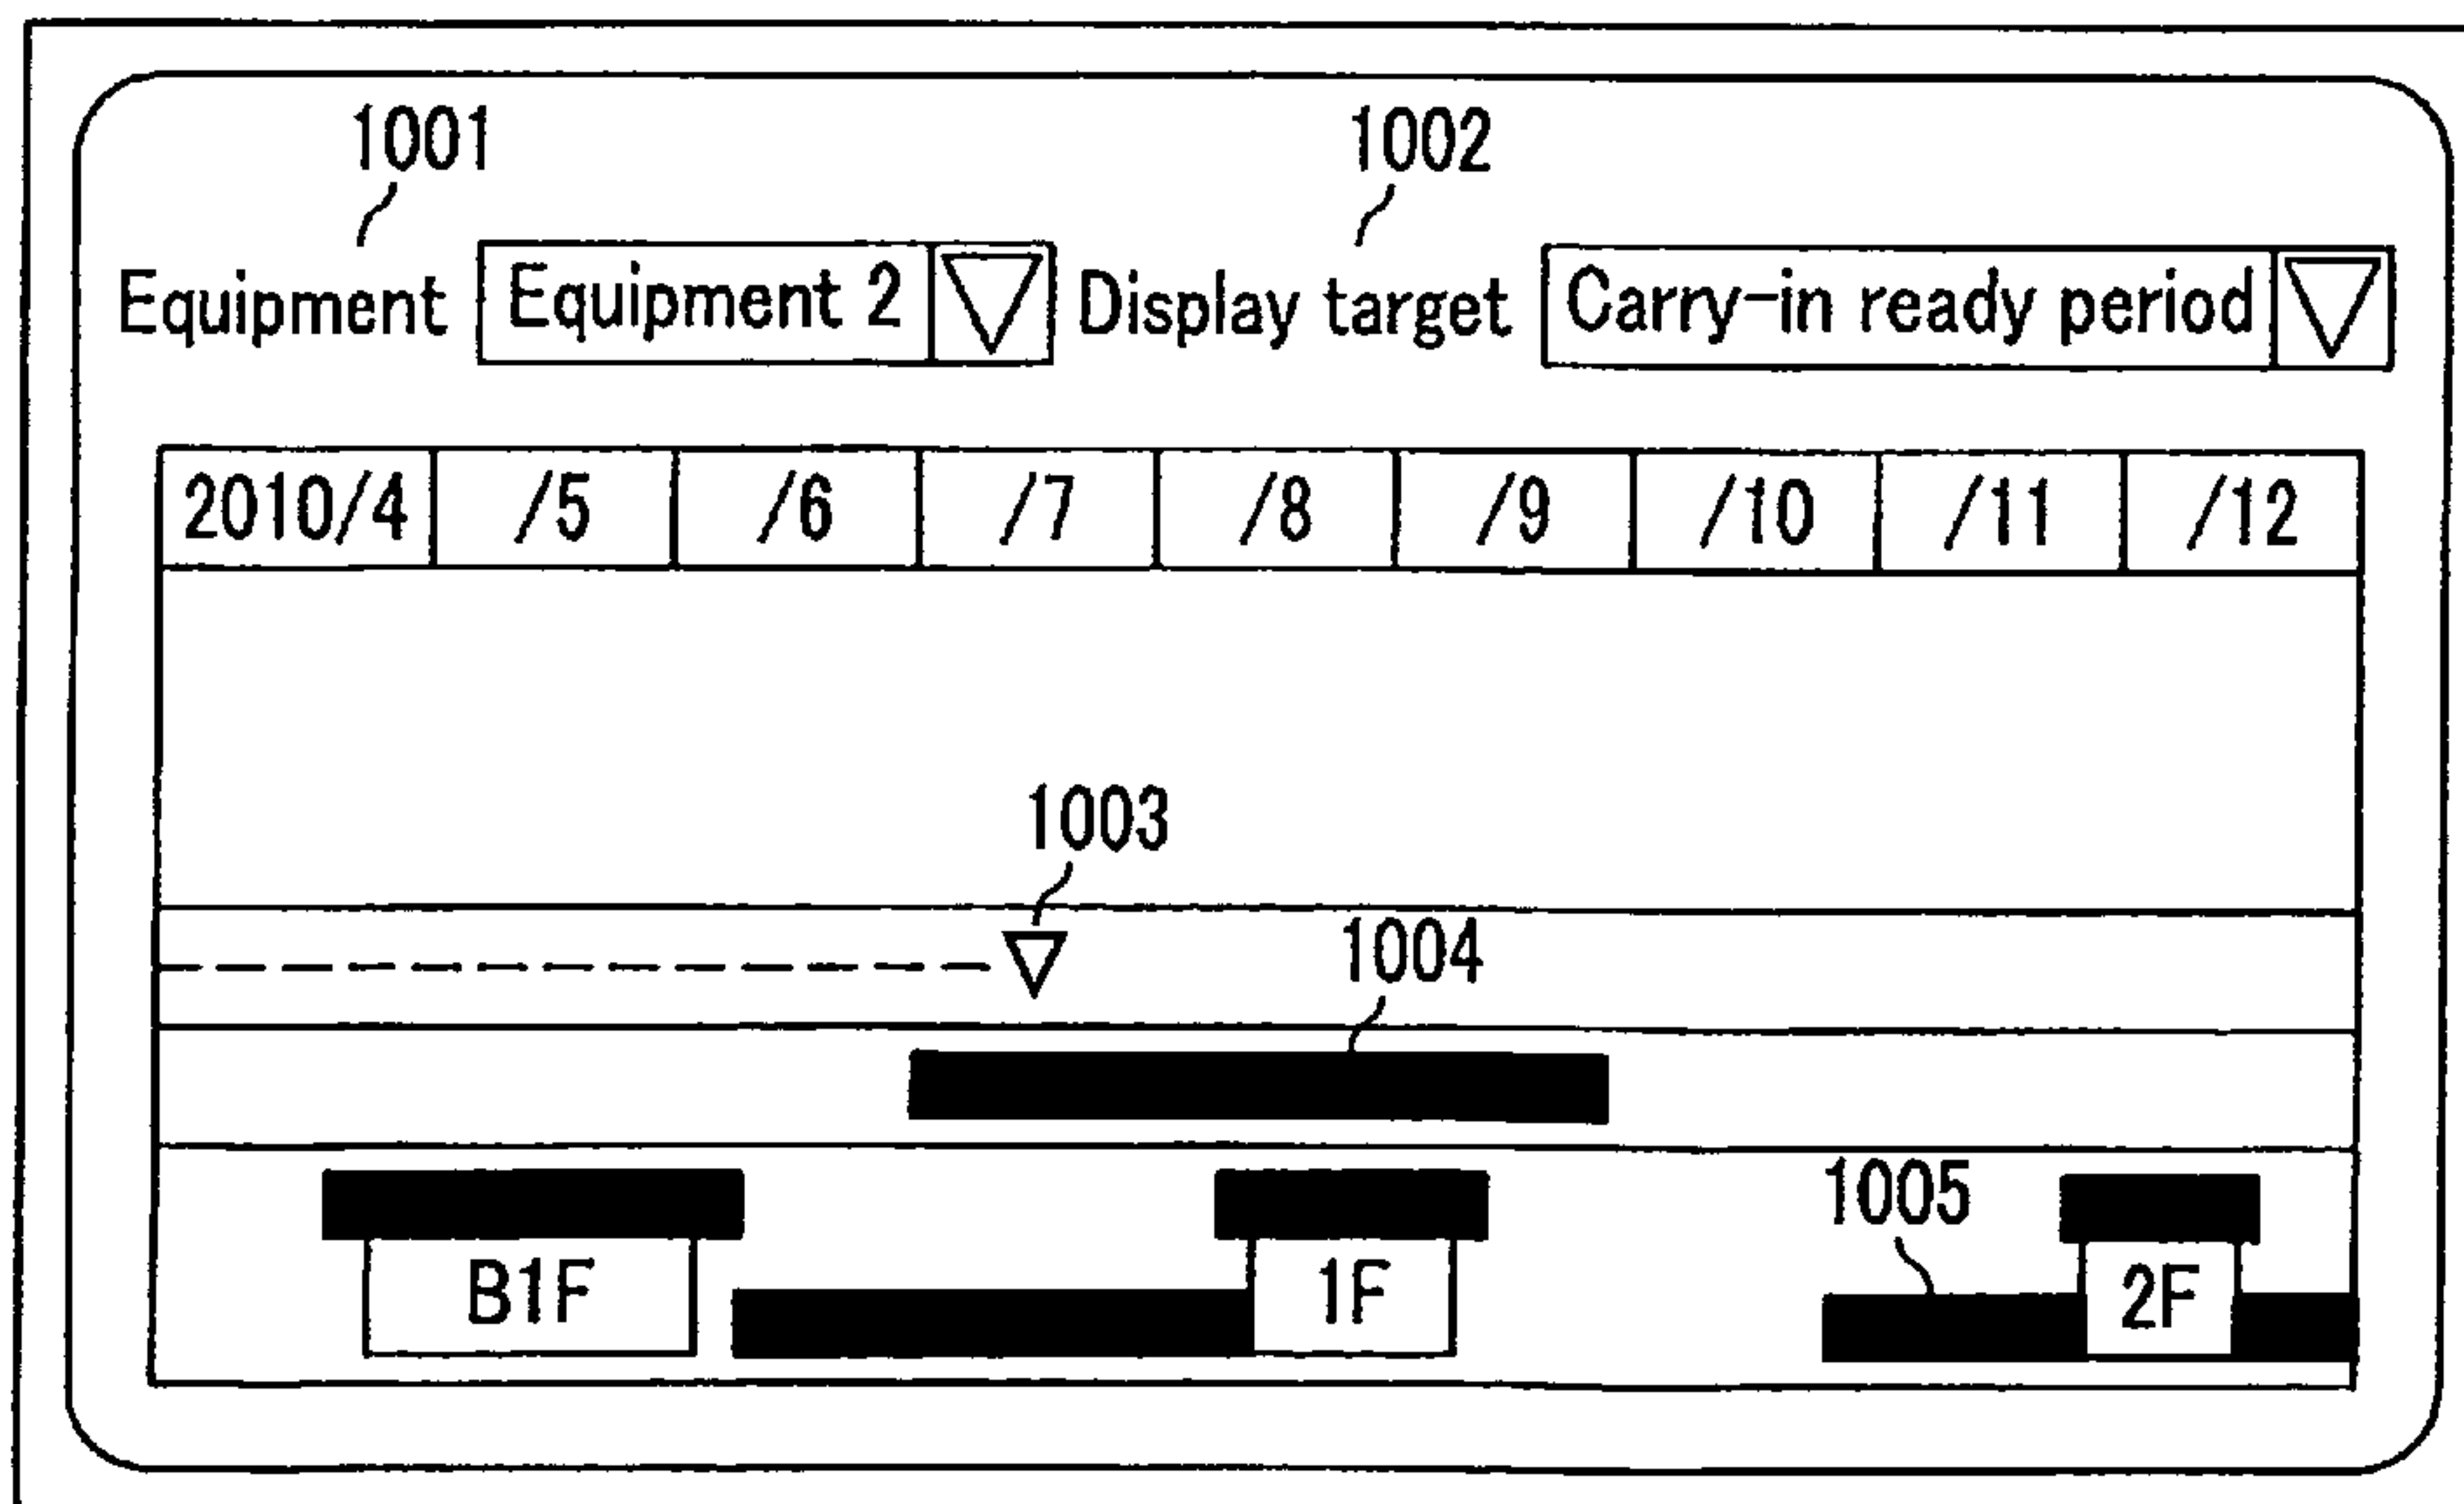 1001 1002
Equipment Equipment 2 Display target Carry-in ready period
2010/4 /5 /6 /7 /8 /9 /10 /11 /12
1003
1004
1005
B1F 1F 2F